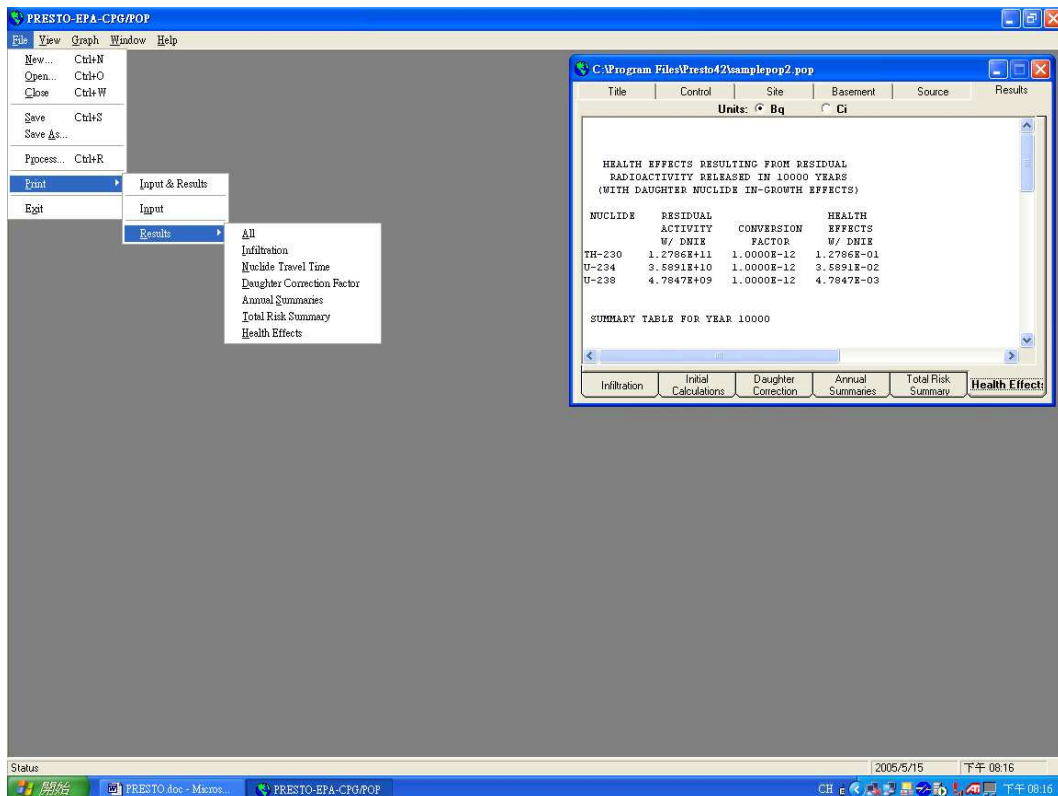 PRESTO-EPA-CPG/POP
File View Graph Window Help
New... Ctrl+N
Open... Ctrl+O
Close Ctrl+W
Save Ctrl+S
Save As...
Process... Ctrl+R
Print
Exit
Input & Results
Input
Results
All
Infiltration
Nuclide Travel Time
Daughter Correction Factor
Annual Summaries
Total Risk Summary
Health Effects
C:\Program Files\Presto42\samplepop2.pop
Title Control Site Basement Source Results
Units: Bq Ci
HEALTH EFFECTS RESULTING FROM RESIDUAL
RADIOACTIVITY RELEASED IN 10000 YEARS
(WITH DAUGHTER NUCLIDE IN-GROWTH EFFECTS)
NUCLIDE RESIDUAL HEALTH
ACTIVITY CONVERSION EFFECTS
W/ DNIE FACTOR W/ DNIE
TH-230 1.2786E+11 1.0000E-12 1.2786E-01
U-234 3.5891E+10 1.0000E-12 3.5891E-02
U-238 4.7847E+09 1.0000E-12 4.7847E-03
SUMMARY TABLE FOR YEAR 10000
Infiltration Initial Calculations Daughter Correction Annual Summaries Total Risk Summary Health Effect
Status 2005/5/15 下午 08:16
開始 PRESTO.doc - Micros... PRESTO-EPA-CPG/POP CH 下午 08:16